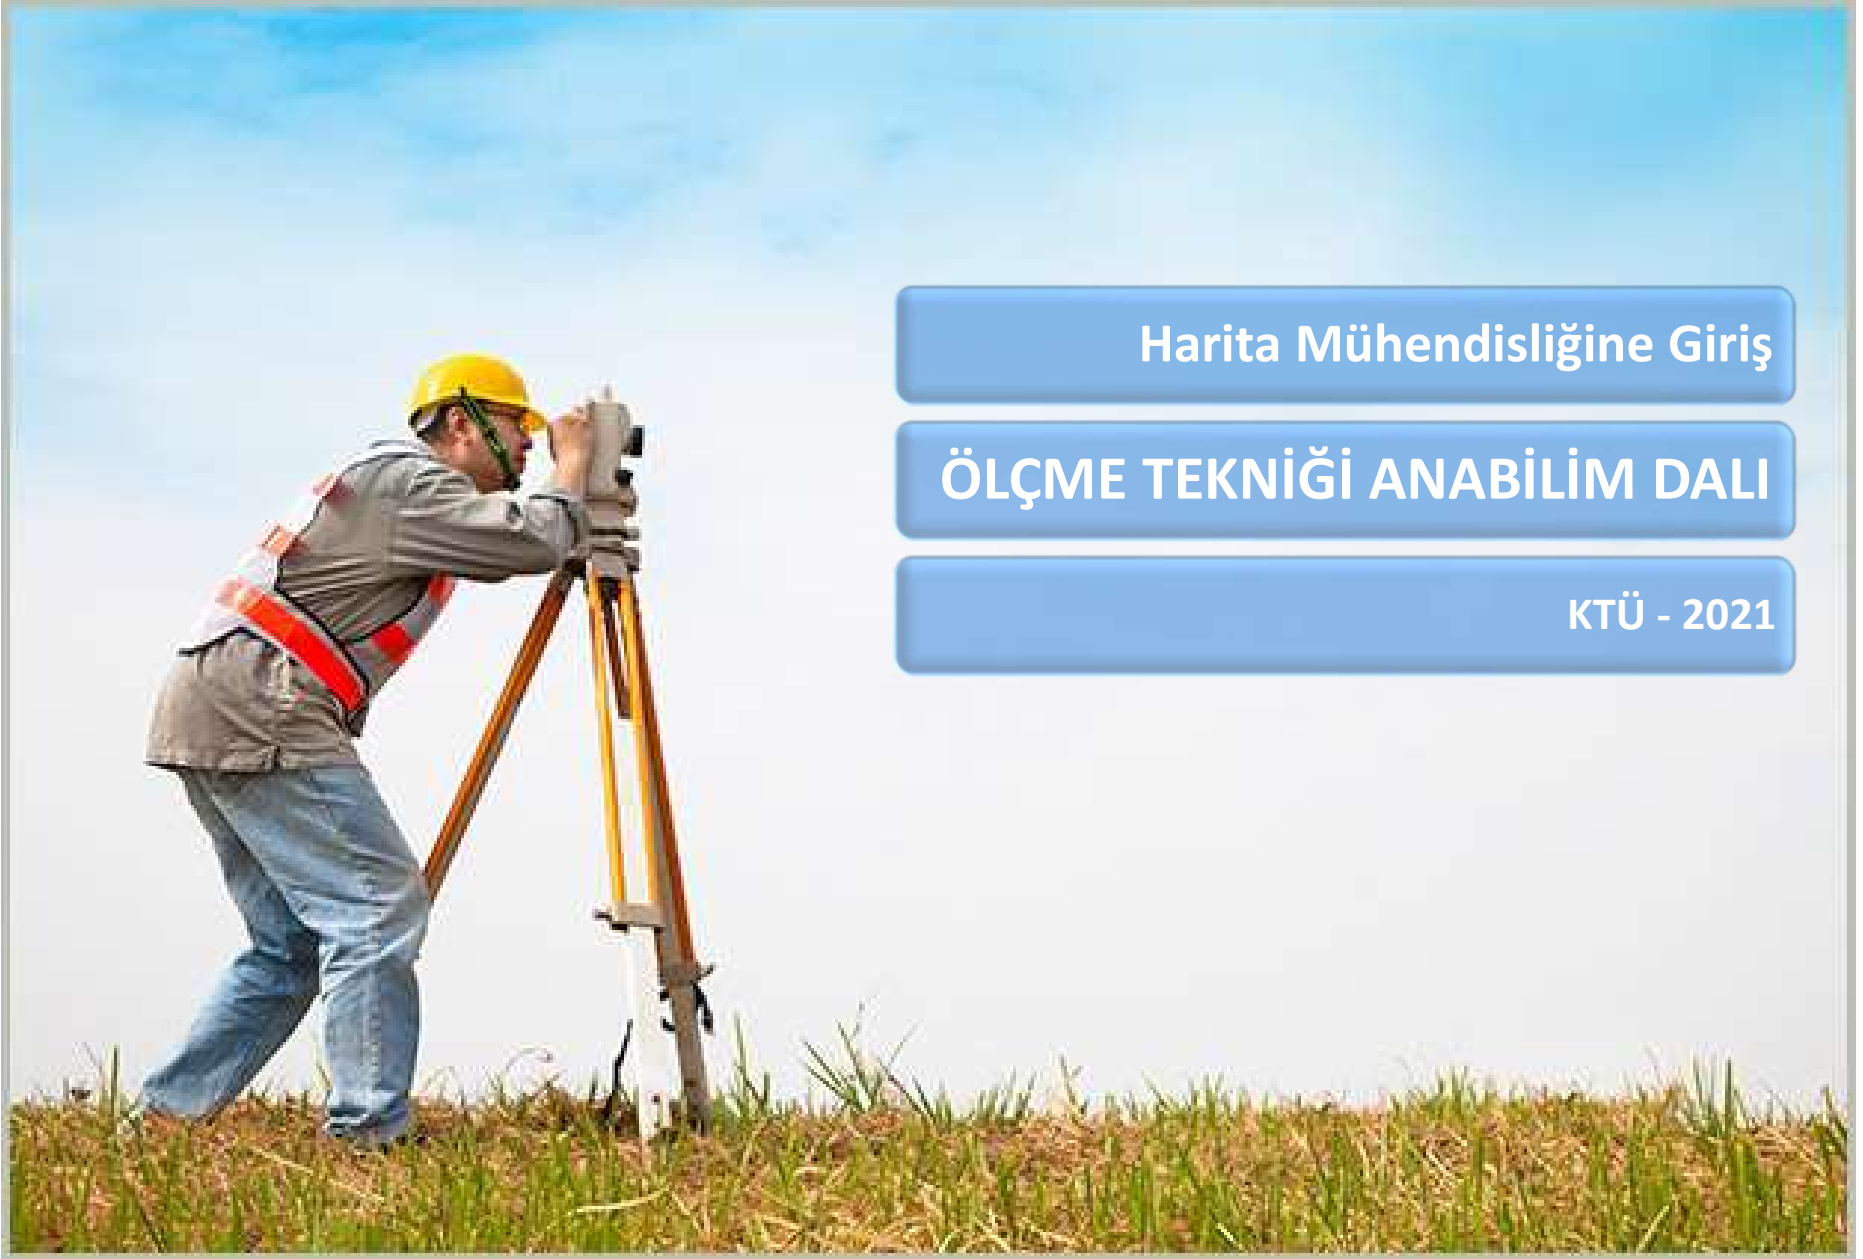 Harita Mühendisliğine Giriş
ÖLÇME TEKNİĞİ ANABİLİM DALI
KTÜ - 2021